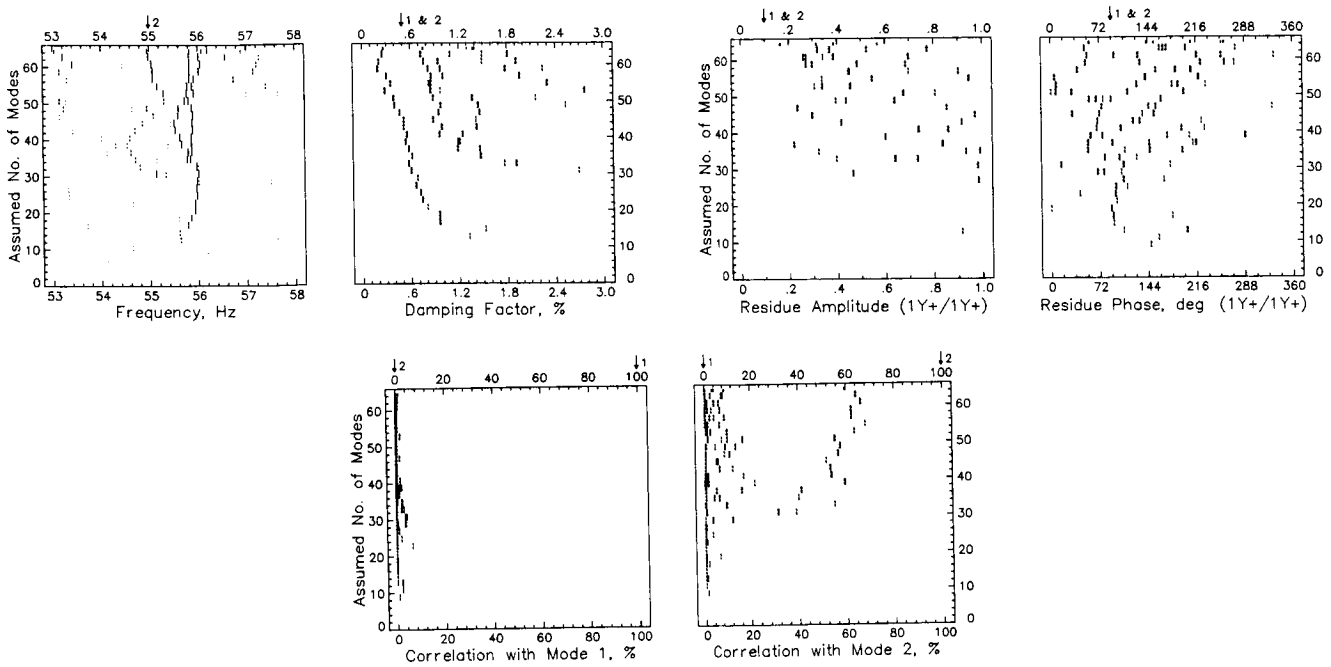 ↓2
53 54 55 56 57 58
Assumed No. of Modes
60
50
40
30
20
10
0
53 54 55 56 57 58
Frequency, Hz
↓1 & 2
0 .6 1.2 1.8 2.4 3.0
60
50
40
30
20
10
0
0 .6 1.2 1.8 2.4 3.0
Damping Factor, %
↓1 & 2
0 .2 .4 .6 .8 1.0
Assumed No. of Modes
60
50
40
30
20
10
0
0 .2 .4 .6 .8 1.0
Residue Amplitude (1Y+/1Y+)
↓1 & 2
0 72 144 216 288 360
60
50
40
30
20
10
0
0 72 144 216 288 360
Residue Phase, deg (1Y+/1Y+)
↓2 ↓1
0 20 40 60 80 100
Assumed No. of Modes
60
50
40
30
20
10
0
0 20 40 60 80 100
Correlation with Mode 1, %
↓1 ↓2
0 20 40 60 80 100
60
50
40
30
20
10
0
0 20 40 60 80 100
Correlation with Mode 2, %